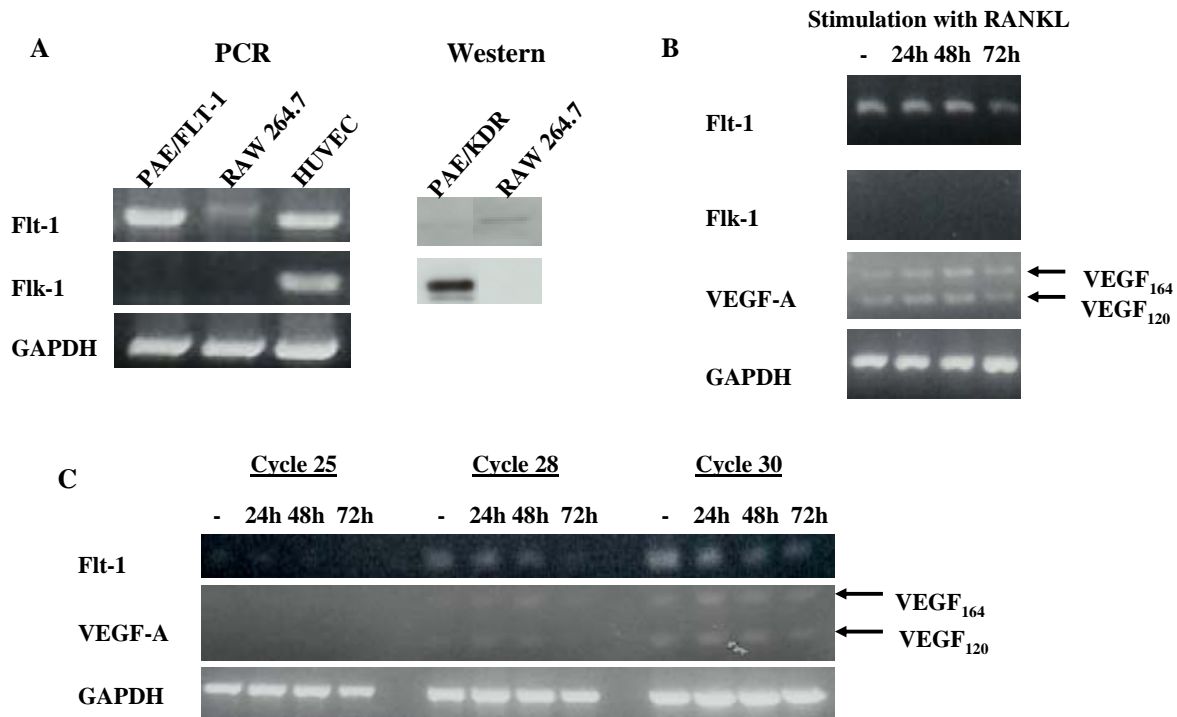 A
PCR
Western
PAE/FLT-1
RAW 264.7
HUVEC
PAE/KDR
RAW 264.7
Flt-1
Flk-1
GAPDH
Stimulation with RANKL
B
- 24h 48h 72h
Flt-1
Flk-1
VEGF-A
VEGF164
VEGF120
GAPDH
C
Cycle 25 Cycle 28 Cycle 30
- 24h 48h 72h - 24h 48h 72h - 24h 48h 72h
Flt-1
VEGF-A
VEGF164
VEGF120
GAPDH